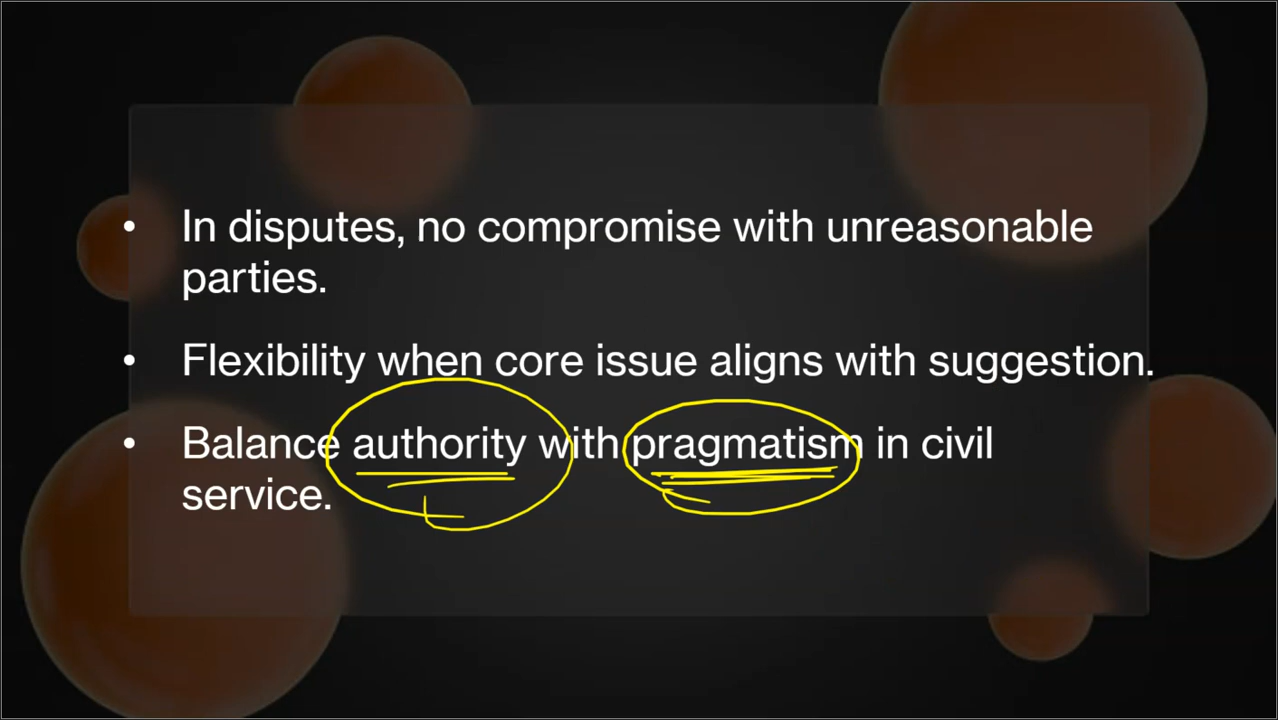 • In disputes, no compromise with unreasonable
parties.
• Flexibility when core issue aligns with suggestion.
• Balance authority with pragmatism in civil
service.